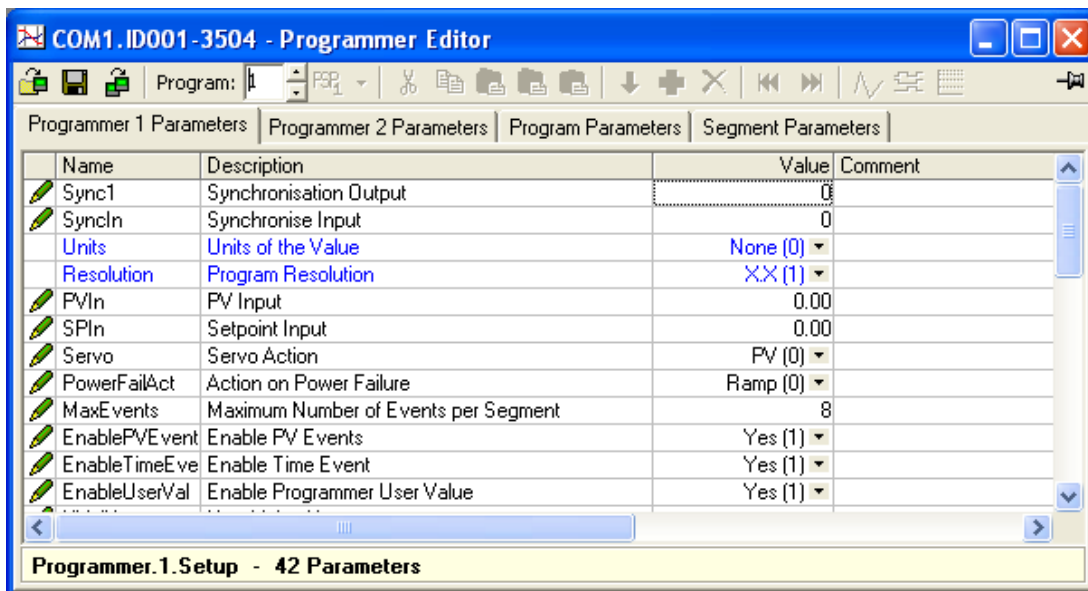 COM1.ID001-3504 - Programmer Editor
Program: 1
Programmer 1 Parameters Programmer 2 Parameters Program Parameters Segment Parameters
Name Description Value Comment
Sync1 Synchronisation Output 0
SyncIn Synchronise Input 0
Units Units of the Value None (0)
Resolution Program Resolution X.X (1)
PVIn PV Input 0.00
SPIn Setpoint Input 0.00
Servo Servo Action PV (0)
PowerFailAct Action on Power Failure Ramp (0)
MaxEvents Maximum Number of Events per Segment 8
EnablePVEvent Enable PV Events Yes (1)
EnableTimeEve Enable Time Event Yes (1)
EnableUserVal Enable Programmer User Value Yes (1)
Programmer.1.Setup - 42 Parameters